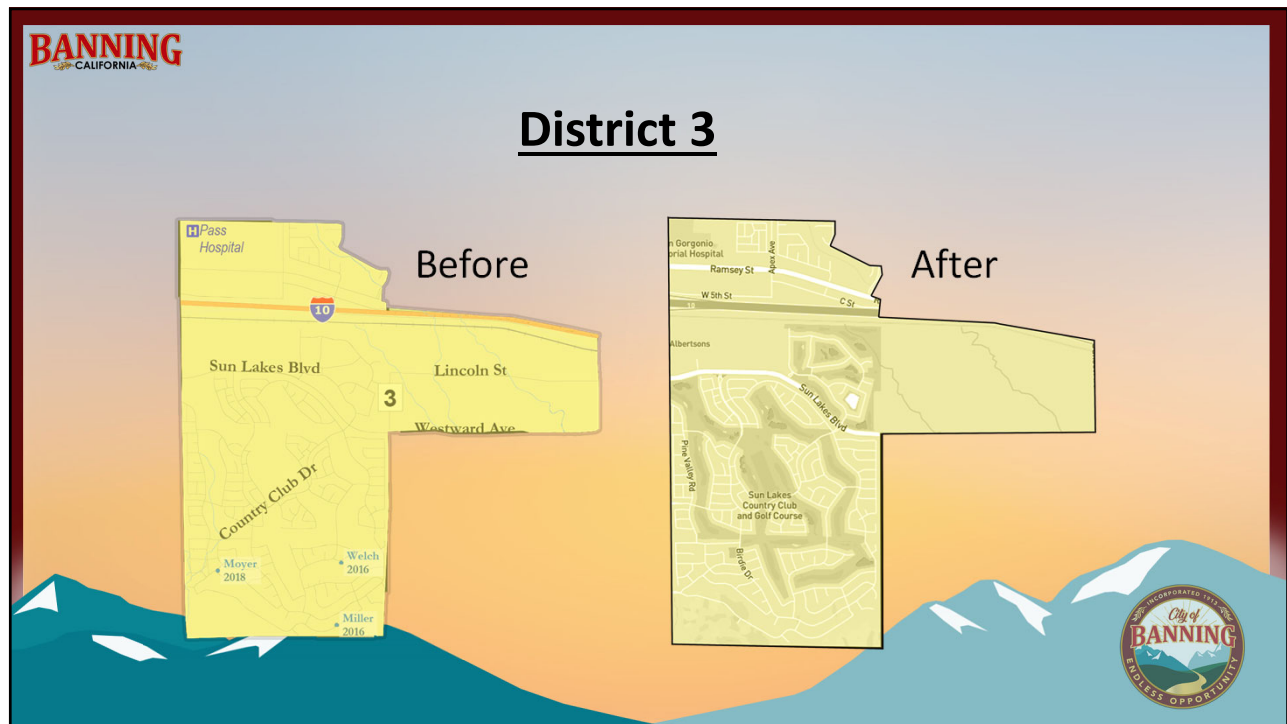 BANNING
CALIFORNIA
District 3
Before
H Pass
Hospital
10
Sun Lakes Blvd
Lincoln St
3
Westward Ave
Country Club Dr
Moyer
2018
Welch
2016
Miller
2016
After
n Gorgonio
rial Hospital
Ramsey St
Apex Ave
W 5th St
C St
10
Albertsons
Sun Lakes Blvd
Pine Valley Rd
Sun Lakes
Country Club
and Golf Course
Birdie Dr
INCORPORATED 1913
City of
BANNING
ENDLESS OPPORTUNITY